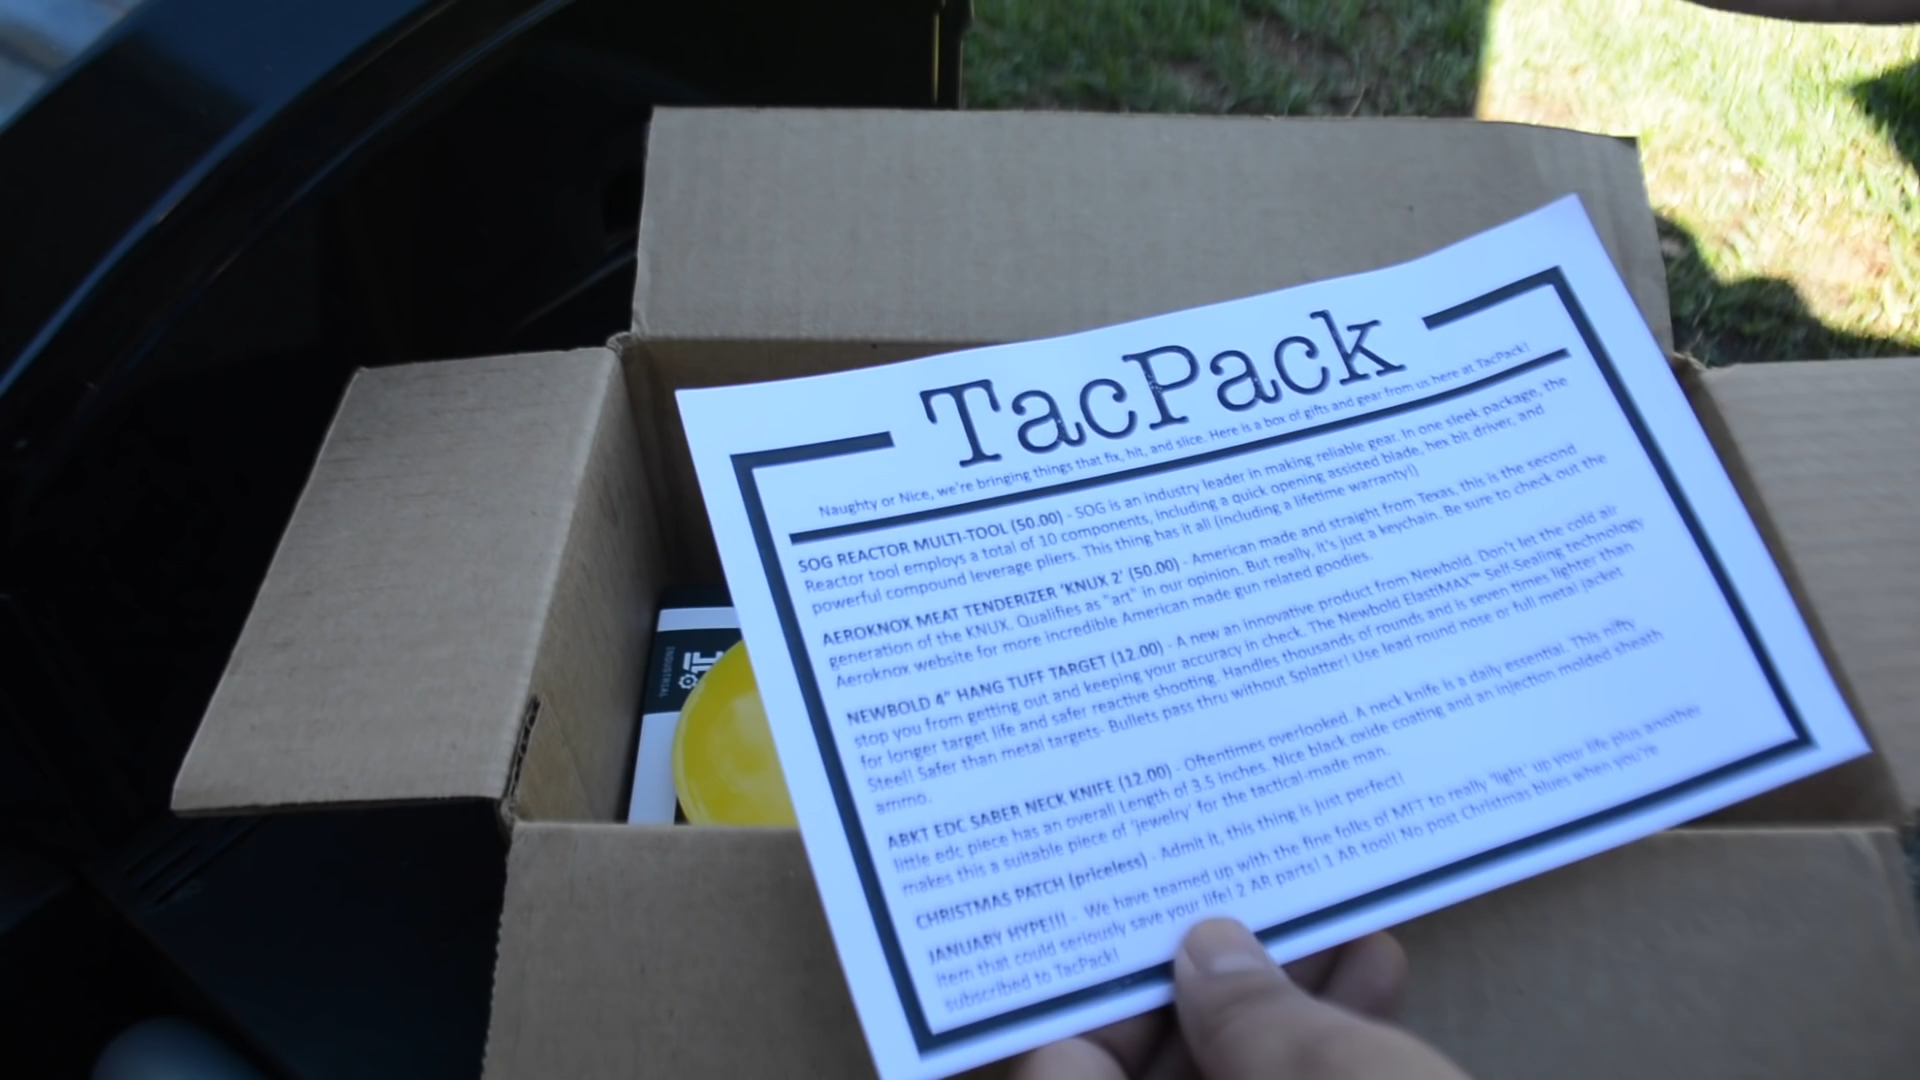 TacPack
Naughty or Nice, we're bringing things that fix, hit, and slice. Here is a box of gifts and gear from us here at TacPack!
SOG REACTOR MULTI-TOOL (50.00) - SOG is an industry leader in making reliable gear. In one sleek package, the
Reactor tool employs a total of 10 components, including a quick opening assisted blade, hex bit driver, and
powerful compound leverage pliers. This thing has it all (including a lifetime warranty!)
AEROKNOX MEAT TENDERIZER 'KNUX 2' (50.00) - American made and straight from Texas, this is the second
generation of the KNUX. Qualifies as "art" in our opinion. But really, it's just a keychain. Be sure to check out the
Aeroknox website for more incredible American made gun related goodies.
NEWBOLD 4" HANG TUFF TARGET (12.00) - A new an innovative product from Newbold. Don't let the cold air
stop you from getting out and keeping your accuracy in check. The Newbold ElastiMAX™ Self-Sealing technology
for longer target life and safer reactive shooting. Handles thousands of rounds and is seven times lighter than
Steel! Safer than metal targets- Bullets pass thru without Splatter! Use lead round nose or full metal jacket
ammo.
ABKT EDC SABER NECK KNIFE (12.00) - Oftentimes overlooked. A neck knife is a daily essential. This nifty
little edc piece has an overall Length of 3.5 inches. Nice black oxide coating and an injection molded sheath
makes this a suitable piece of 'jewelry' for the tactical-made man.
CHRISTMAS PATCH (priceless) - Admit it, this thing is just perfect!
JANUARY HYPE!!! - We have teamed up with the fine folks of MFT to really 'light' up your life plus another
item that could seriously save your life! 2 AR parts! 1 AR tool! No post Christmas blues when you're
subscribed to TacPack!
INDUSTRIAL